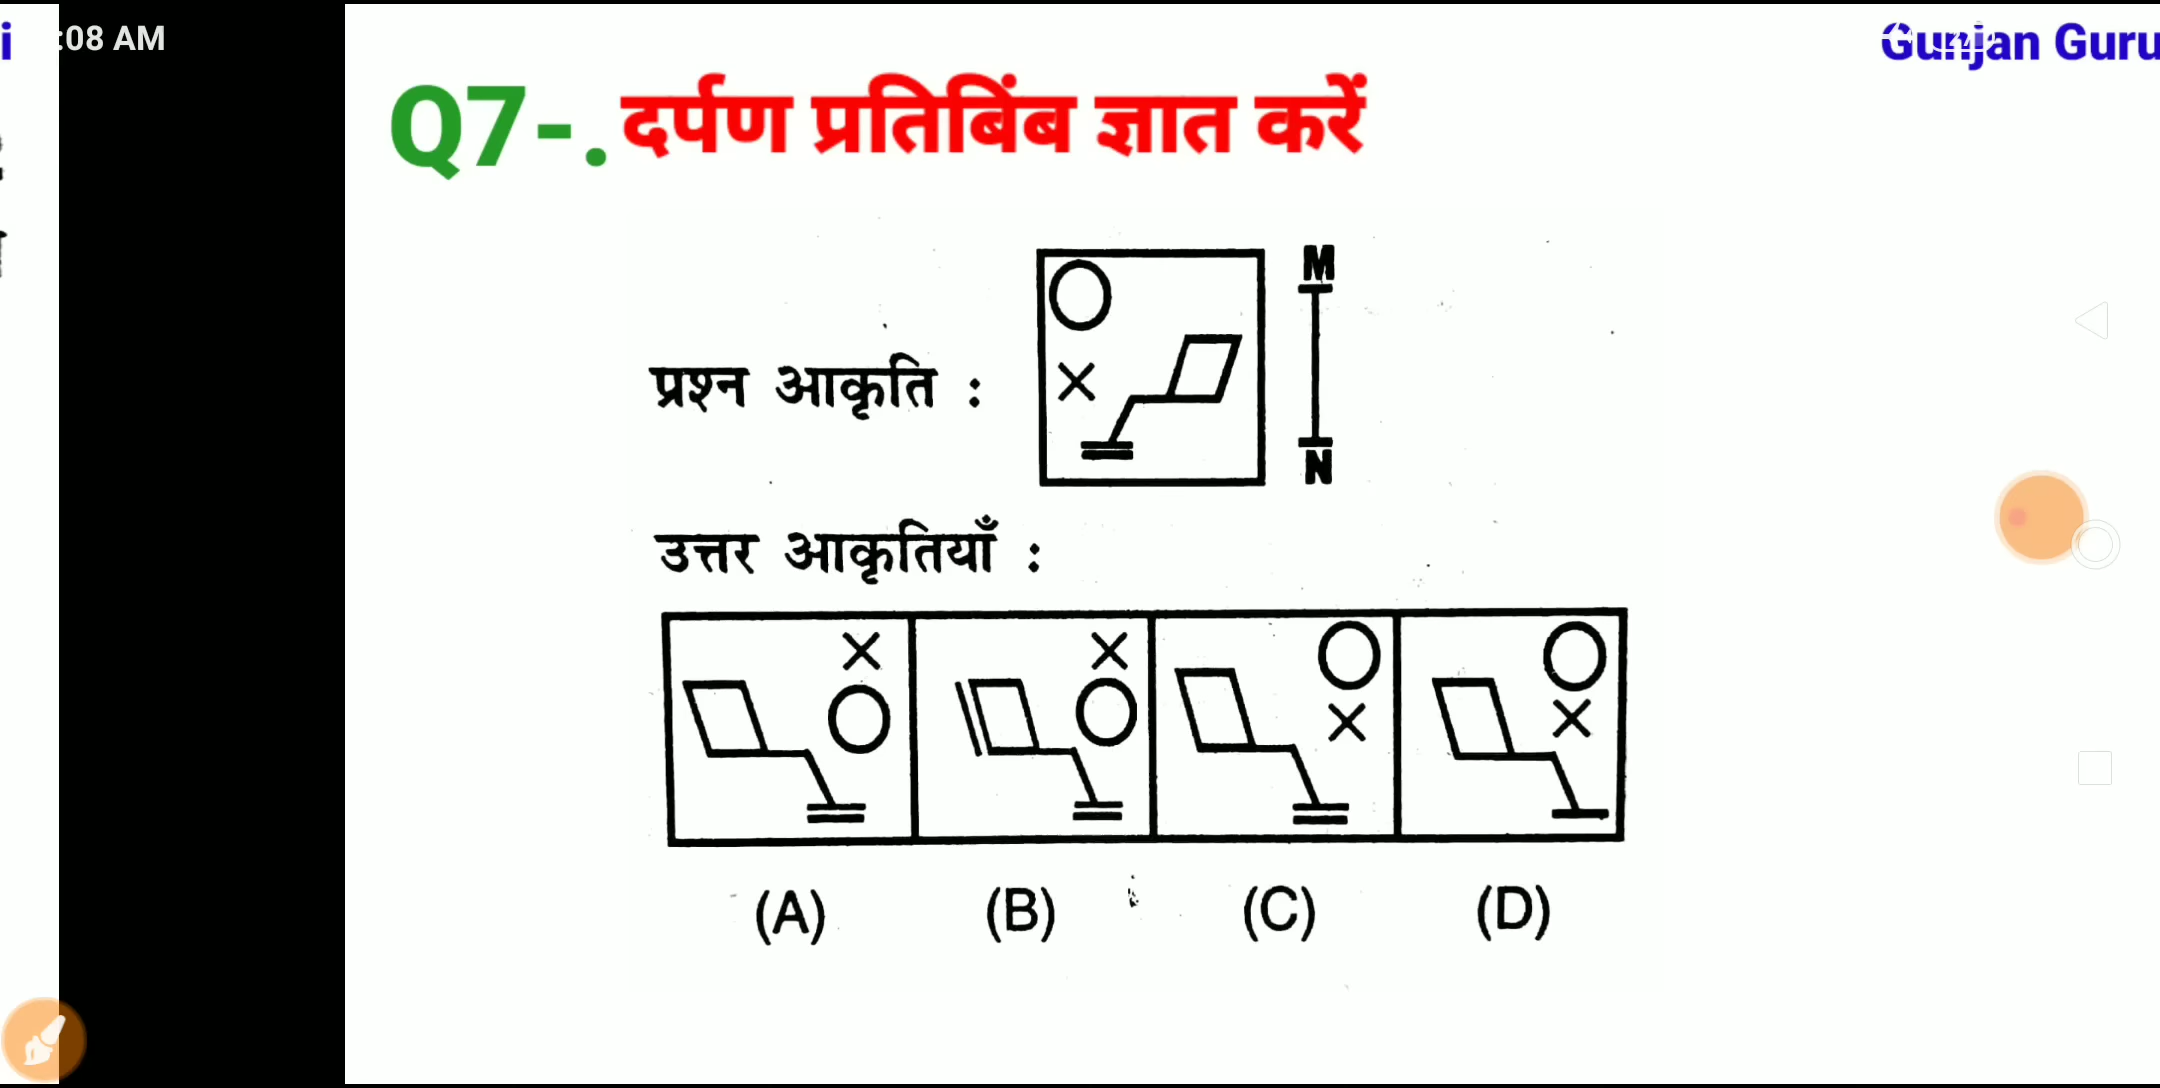 :08 AM
Gunjan Guru
Q7-. दर्पण प्रतिबिंब ज्ञात करें
M
प्रश्न आकृति :
N
उत्तर आकृतियाँ :
(A) (B) (C) (D)